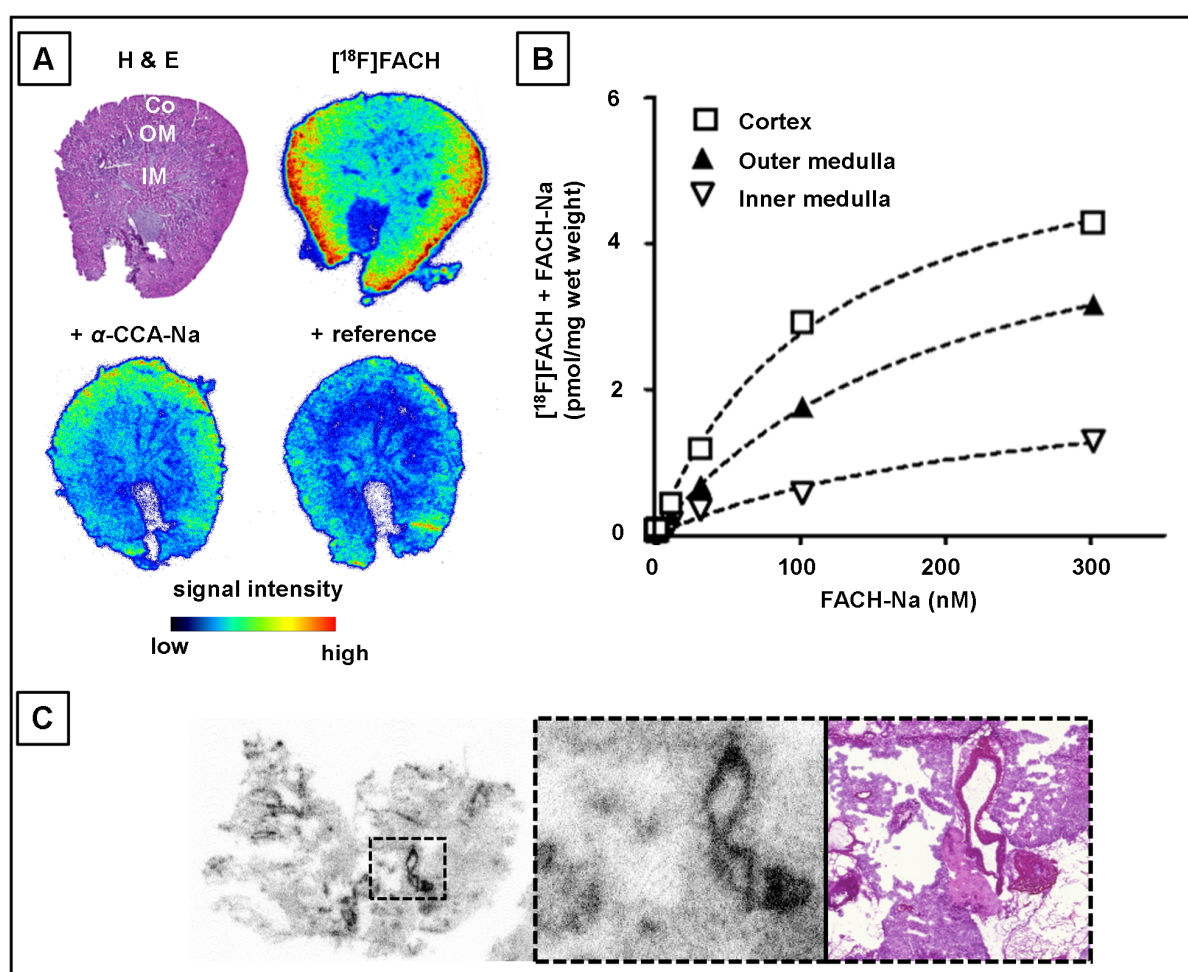 A
H & E
[¹⁸F]FACH
Co
OM
IM
+ α-CCA-Na
+ reference
signal intensity
low
high
B
[¹⁸F]FACH + FACH-Na
(pmol/mg wet weight)
6
4
2
0
Cortex
Outer medulla
Inner medulla
0 100 200 300
FACH-Na (nM)
C